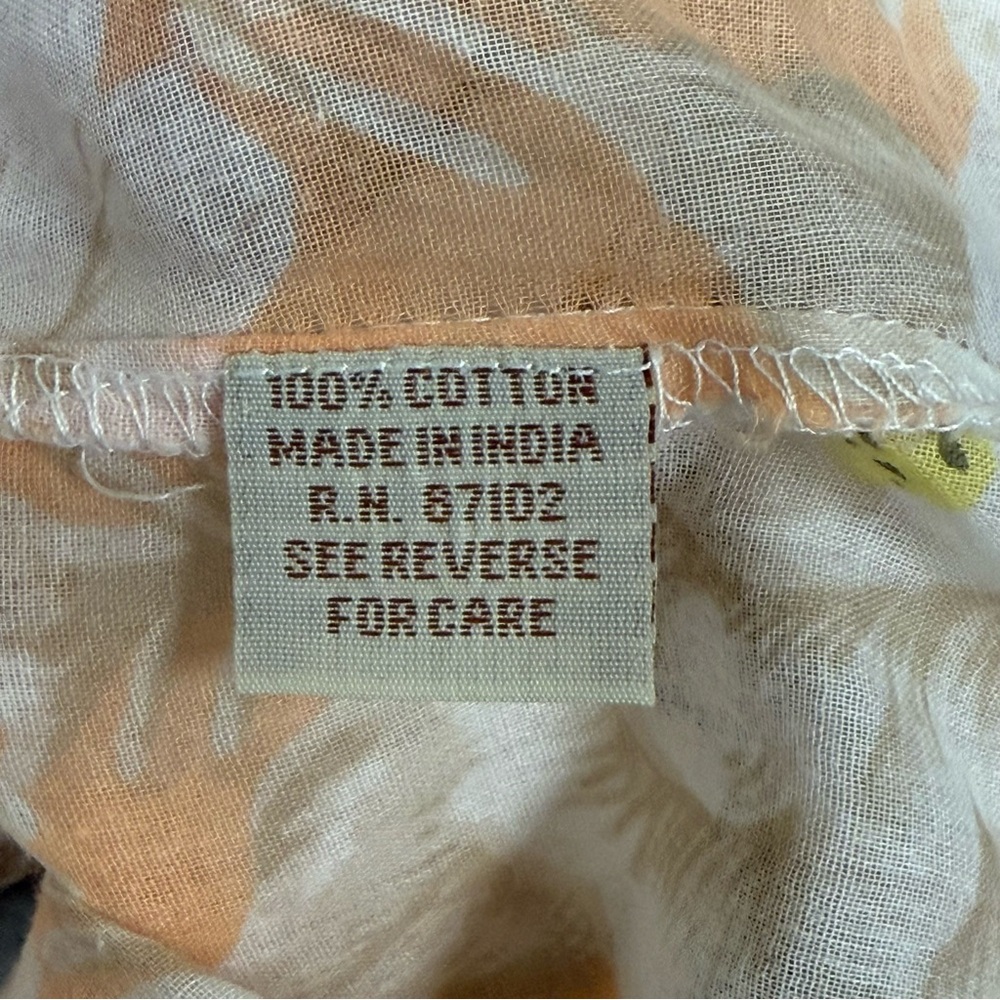 100% COTTON
MADE IN INDIA
R.N. 67102
SEE REVERSE
FOR CARE